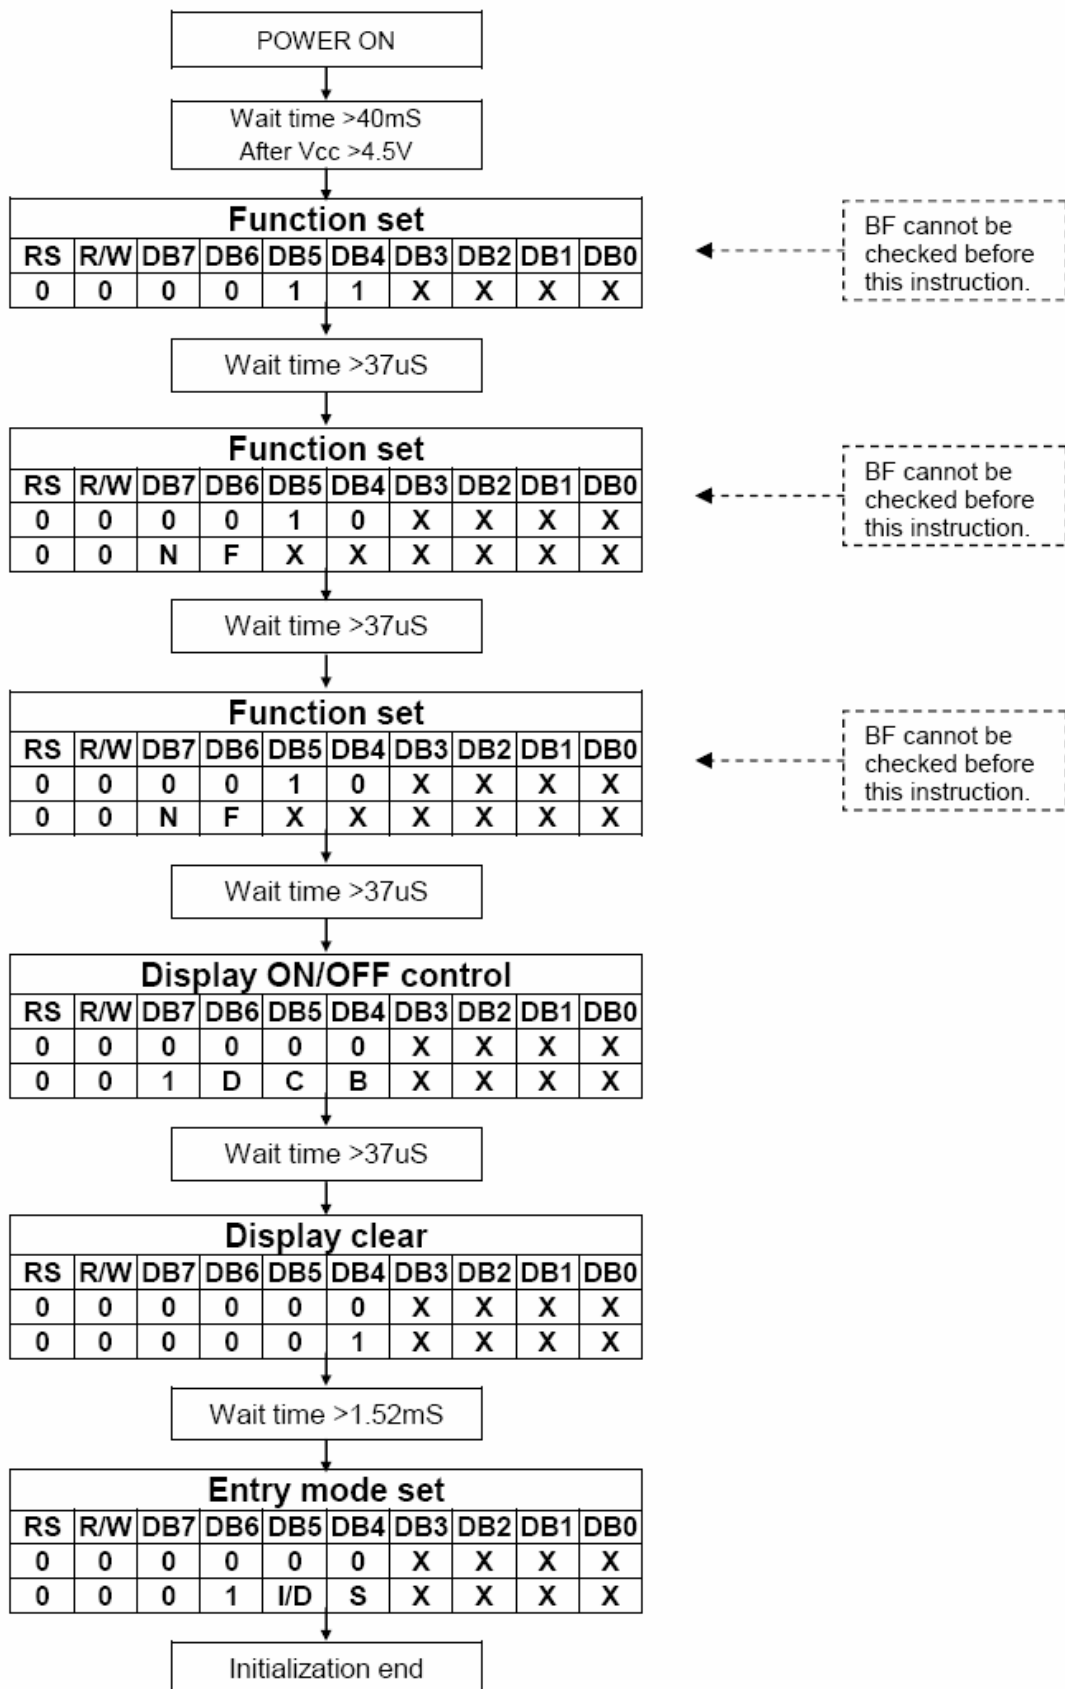 POWER ON
Wait time >40mS
After Vcc >4.5V
Function set
RS R/W DB7 DB6 DB5 DB4 DB3 DB2 DB1 DB0
0 0 0 0 1 1 X X X X
BF cannot be
checked before
this instruction.
Wait time >37uS
Function set
RS R/W DB7 DB6 DB5 DB4 DB3 DB2 DB1 DB0
0 0 0 0 1 0 X X X X
0 0 N F X X X X X X
BF cannot be
checked before
this instruction.
Wait time >37uS
Function set
RS R/W DB7 DB6 DB5 DB4 DB3 DB2 DB1 DB0
0 0 0 0 1 0 X X X X
0 0 N F X X X X X X
BF cannot be
checked before
this instruction.
Wait time >37uS
Display ON/OFF control
RS R/W DB7 DB6 DB5 DB4 DB3 DB2 DB1 DB0
0 0 0 0 0 0 X X X X
0 0 1 D C B X X X X
Wait time >37uS
Display clear
RS R/W DB7 DB6 DB5 DB4 DB3 DB2 DB1 DB0
0 0 0 0 0 0 X X X X
0 0 0 0 0 1 X X X X
Wait time >1.52mS
Entry mode set
RS R/W DB7 DB6 DB5 DB4 DB3 DB2 DB1 DB0
0 0 0 0 0 0 X X X X
0 0 0 1 I/D S X X X X
Initialization end